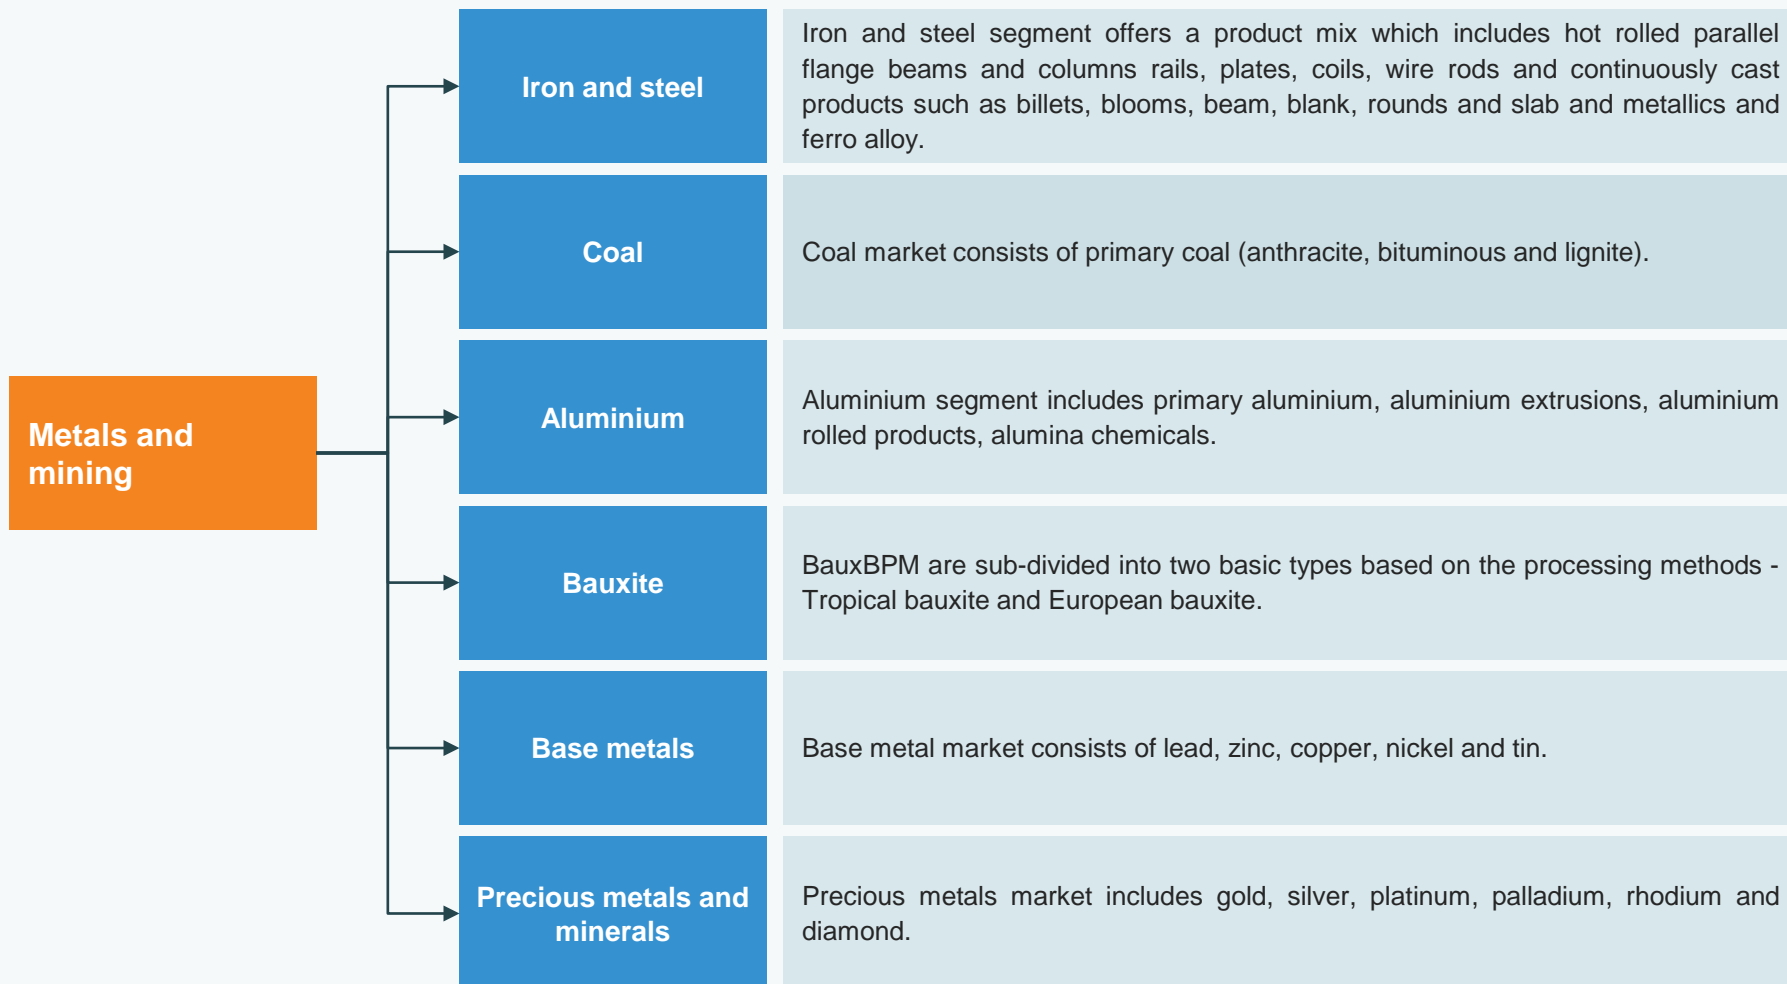 Metals and
mining
Iron and steel
Iron and steel segment offers a product mix which includes hot rolled parallel
flange beams and columns rails, plates, coils, wire rods and continuously cast
products such as billets, blooms, beam, blank, rounds and slab and metallics and
ferro alloy.
Coal
Coal market consists of primary coal (anthracite, bituminous and lignite).
Aluminium
Aluminium segment includes primary aluminium, aluminium extrusions, aluminium
rolled products, alumina chemicals.
Bauxite
BauxBPM are sub-divided into two basic types based on the processing methods -
Tropical bauxite and European bauxite.
Base metals
Base metal market consists of lead, zinc, copper, nickel and tin.
Precious metals and
minerals
Precious metals market includes gold, silver, platinum, palladium, rhodium and
diamond.